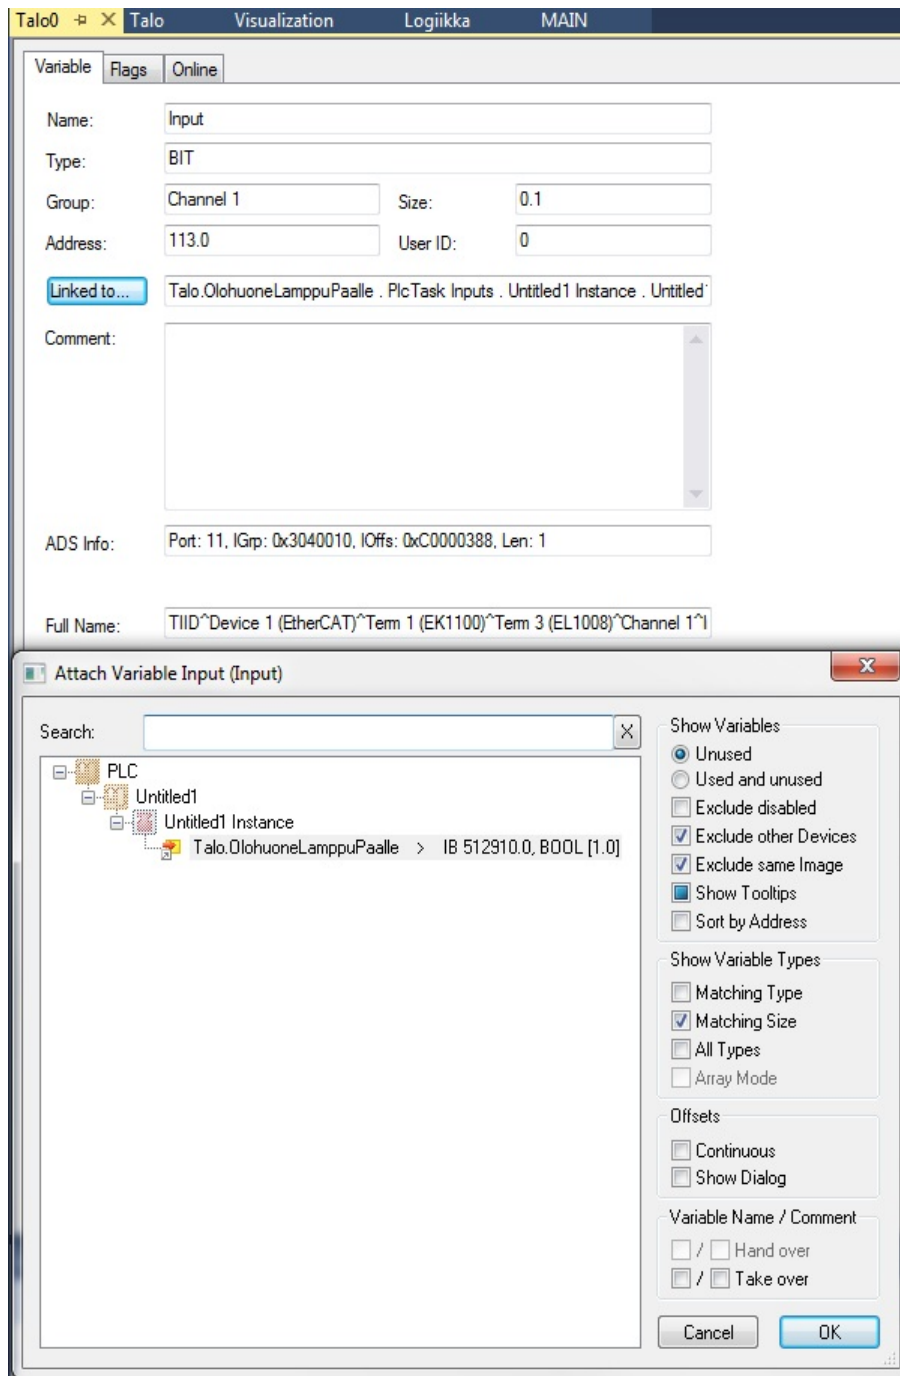 Talo0 Talo Visualization Logiikka MAIN
Variable Flags Online
Name: Input
Type: BIT
Group: Channel 1 Size: 0.1
Address: 113.0 User ID: 0
Linked to... Talo.OlohuoneLamppuPaalle . PlcTask Inputs . Untitled1 Instance . Untitled
Comment:
ADS Info: Port: 11, IGrp: 0x3040010, IOffs: 0xC0000388, Len: 1
Full Name: TIID^Device 1 (EtherCAT)^Term 1 (EK1100)^Term 3 (EL1008)^Channel 1^I
Attach Variable Input (Input)
Search:
PLC
Untitled1
Untitled1 Instance
Talo.OlohuoneLamppuPaalle > IB 512910.0, BOOL [1.0]
Show Variables
Unused
Used and unused
Exclude disabled
Exclude other Devices
Exclude same Image
Show Tooltips
Sort by Address
Show Variable Types
Matching Type
Matching Size
All Types
Array Mode
Offsets
Continuous
Show Dialog
Variable Name / Comment
/ Hand over
/ Take over
Cancel OK